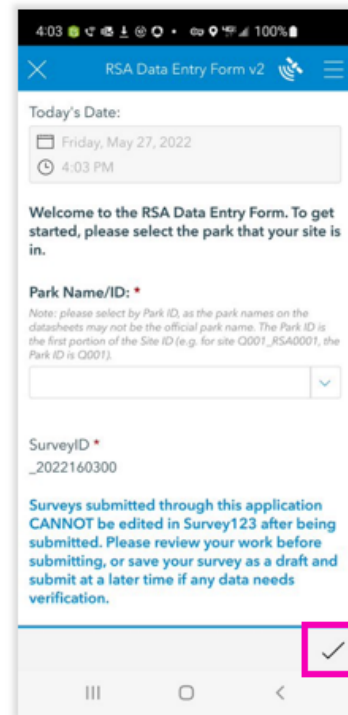 4:03 100%
RSA Data Entry Form v2
Today's Date:
Friday, May 27, 2022
4:03 PM
Welcome to the RSA Data Entry Form. To get
started, please select the park that your site is
in.
Park Name/ID: *
Note: please select by Park ID, as the park names on the
datasheets may not be the official park name. The Park ID is
the first portion of the Site ID (e.g. for site Q001_RSA0001, the
Park ID is Q001).
SurveyID *
_2022160300
Surveys submitted through this application
CANNOT be edited in Survey123 after being
submitted. Please review your work before
submitting, or save your survey as a draft and
submit at a later time if any data needs
verification.